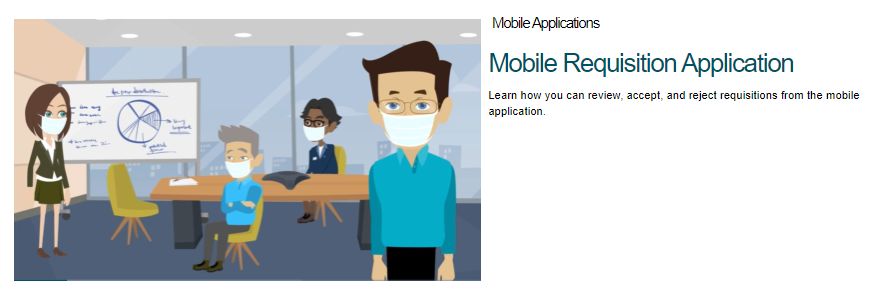 Mobile Applications
Mobile Requisition Application
Learn how you can review, accept, and reject requisitions from the mobile
application.